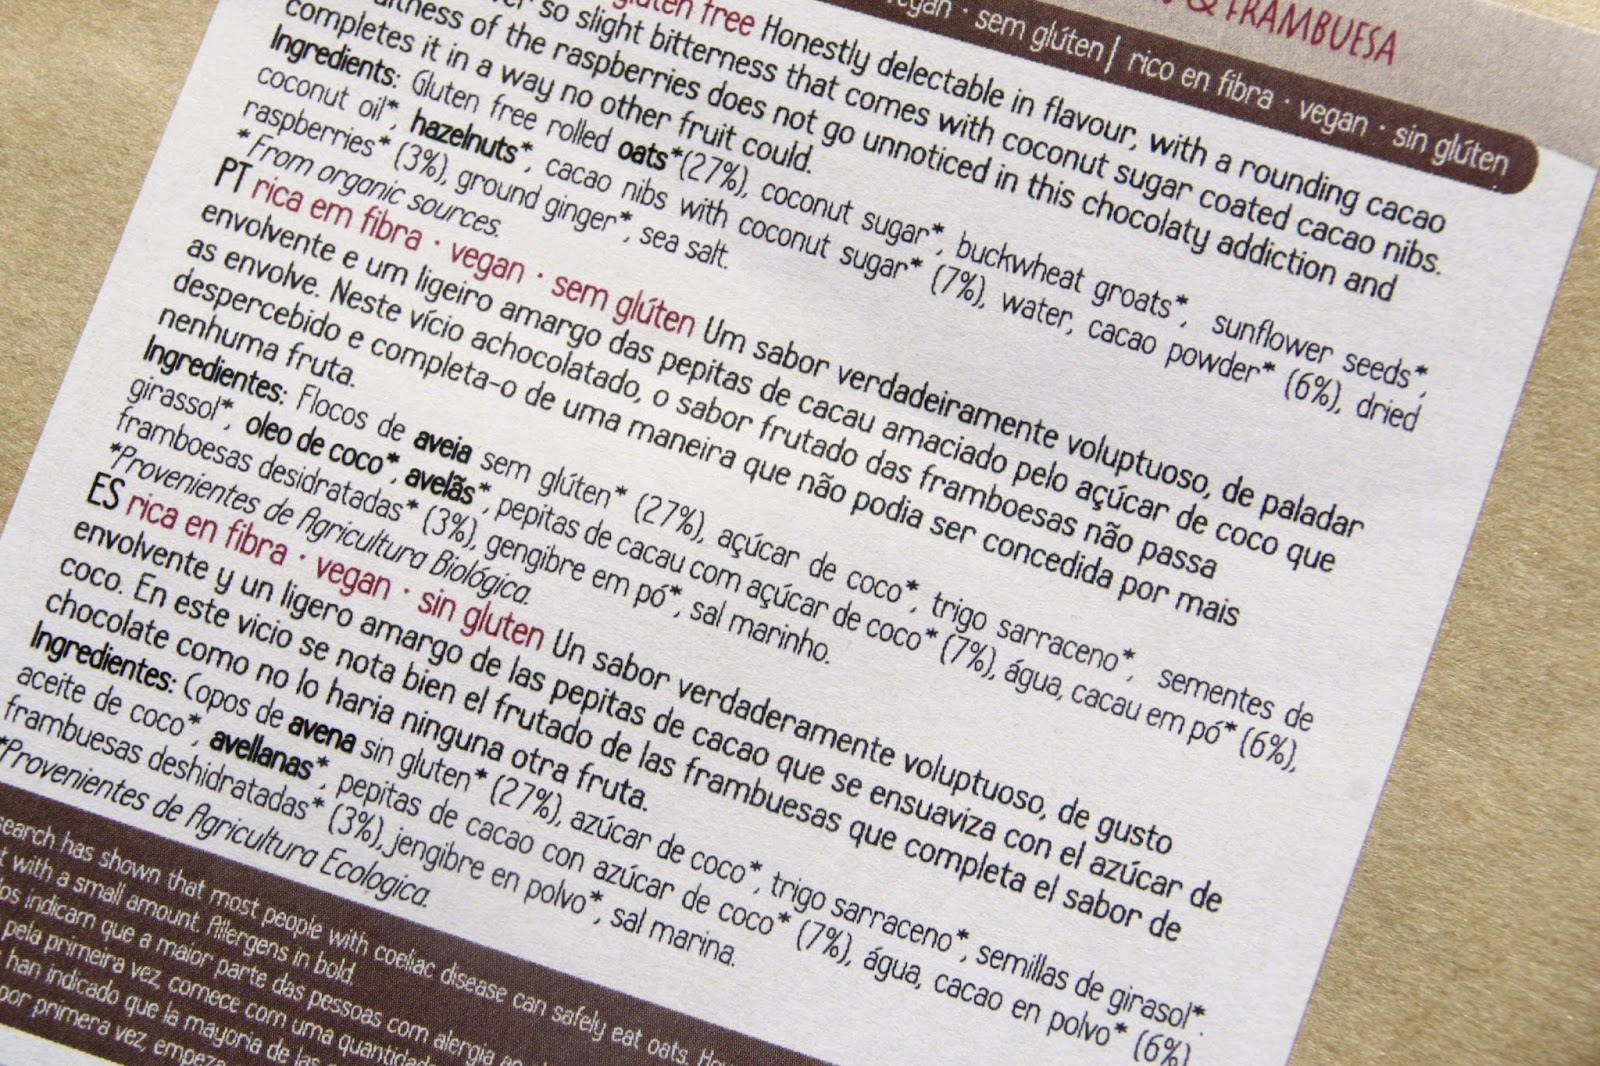 & FRAMBUESA
vegan · sem glúten | rico en fibra · vegan · sin glúten
gluten free Honestly delectable in flavour, with a rounding cacao
so slight bitterness that comes with coconut sugar coated cacao nibs.
of the raspberries does not go unnoticed in this chocolaty addiction and
completes it in a way no other fruit could.
Ingredients: Gluten free rolled oats*(27%), coconut sugar*, buckwheat groats*, sunflower seeds*,
coconut oil*, hazelnuts*, cacao nibs with coconut sugar* (7%), water, cacao powder* (6%), dried
raspberries* (3%), ground ginger*, sea salt.
*From organic sources.
PT rica em fibra · vegan · sem glúten Um sabor verdadeiramente voluptuoso, de paladar
envolvente e um ligeiro amargo das pepitas de cacau amaciado pelo açúcar de coco que
as envolve. Neste vício achocolatado, o sabor frutado das framboesas não passa
despercebido e completa-o de uma maneira que não podia ser concedida por mais
nenhuma fruta.
Ingredientes: Flocos de aveia sem glúten* (27%), açúcar de coco*, trigo sarraceno*, sementes de
girassol*, oleo de coco*, avelãs*, pepitas de cacau com açúcar de coco* (7%), água, cacau em pó* (6%),
framboesas desidratadas* (3%), gengibre em pó*, sal marinho.
*Provenientes de Agricultura Biológica.
ES rica en fibra · vegan · sin gluten Un sabor verdaderamente voluptuoso, de gusto
envolvente y un ligero amargo de las pepitas de cacao que se ensuaviza con el azúcar de
coco. En este vicio se nota bien el frutado de las frambuesas que completa el sabor de
chocolate como no lo haria ninguna otra fruta.
Ingredientes: Copos de avena sin gluten* (27%), azúcar de coco*, trigo sarraceno*, semillas de girasol*,
aceite de coco*, avellanas*, pepitas de cacao con azúcar de coco* (7%), água, cacao en polvo* (6%)
frambuesas deshidratadas* (3%), jengibre en polvo*, sal marina.
*Provenientes de Agricultura Ecologica.
search has shown that most people with coeliac disease can safely eat oats.
with a small amount. Allergens in bold.
indicam que a maior parte das pessoas com alergia
pela primeira vez, comece com uma quantidade
han indicado que la mayoria de las
por primera vez,